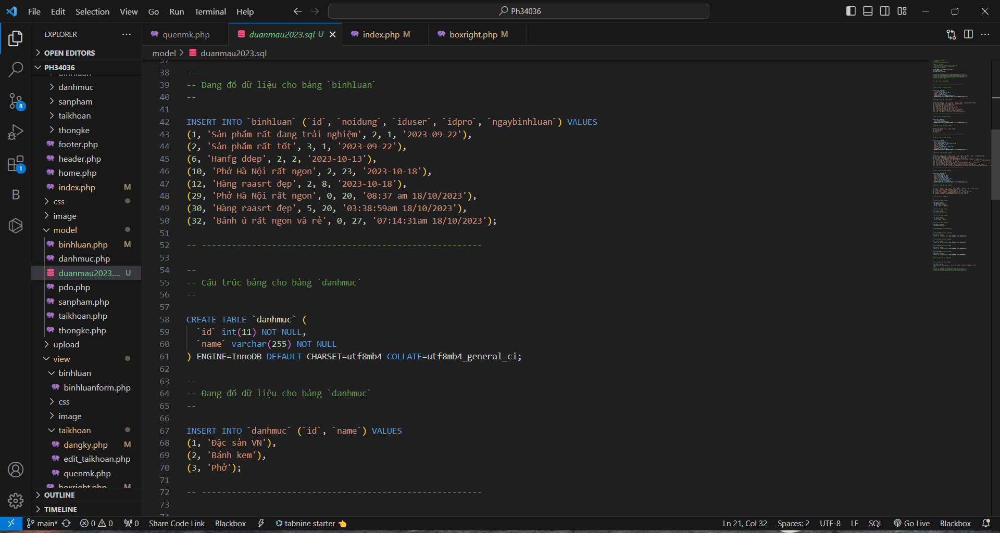 File Edit Selection View Go Run Terminal Help
Ph34036
EXPLORER
OPEN EDITORS
PH34036
binhluan
danhmuc
sanpham
taikhoan
thongke
footer.php
header.php
home.php
index.php M
css
image
model
binhluan.php M
danhmuc.php
duanmau2023.... U
pdo.php
sanpham.php
taikhoan.php
thongke.php
upload
view
binhluan
binhluanform.php
css
image
taikhoan
dangky.php M
edit_taikhoan.php
quenmk.php
boxright.php M
OUTLINE
TIMELINE
8
1
B
quenmk.php
duanmau2023.sql U
index.php M
boxright.php M
model > duanmau2023.sql
37
38 --
39 -- Đang đổ dữ liệu cho bảng `binhluan`
40 --
41
42 INSERT INTO `binhluan` (`id`, `noidung`, `iduser`, `idpro`, `ngaybinhluan`) VALUES
43 (1, 'Sản phẩm rất đang trải nghiệm', 2, 1, '2023-09-22'),
44 (2, 'Sản phẩm rất tốt', 3, 1, '2023-09-22'),
45 (6, 'Hanfg ddep', 2, 2, '2023-10-13'),
46 (10, 'Phở Hà Nội rất ngon', 2, 23, '2023-10-18'),
47 (12, 'Hàng raasrt đẹp', 2, 8, '2023-10-18'),
48 (29, 'Phở Hà Nội rất ngon', 0, 20, '08:37 am 18/10/2023'),
49 (30, 'Hàng raasrt đẹp', 5, 20, '03:38:59am 18/10/2023'),
50 (32, 'Bánh ú rất ngon và rẻ', 0, 27, '07:14:31am 18/10/2023');
51
52 -- --------------------------------------------------------
53
54 --
55 -- Cấu trúc bảng cho bảng `danhmuc`
56 --
57
58 CREATE TABLE `danhmuc` (
59 `id` int(11) NOT NULL,
60 `name` varchar(255) NOT NULL
61 ) ENGINE=InnoDB DEFAULT CHARSET=utf8mb4 COLLATE=utf8mb4_general_ci;
62
63 --
64 -- Đang đổ dữ liệu cho bảng `danhmuc`
65 --
66
67 INSERT INTO `danhmuc` (`id`, `name`) VALUES
68 (1, 'Đặc sản VN'),
69 (2, 'Bánh kem'),
70 (3, 'Phở');
71
72 -- --------------------------------------------------------
73
74
main* 0 0 0 Share Code Link Blackbox tabnine starter Ln 21, Col 32 Spaces: 2 UTF-8 LF SQL Go Live Blackbox